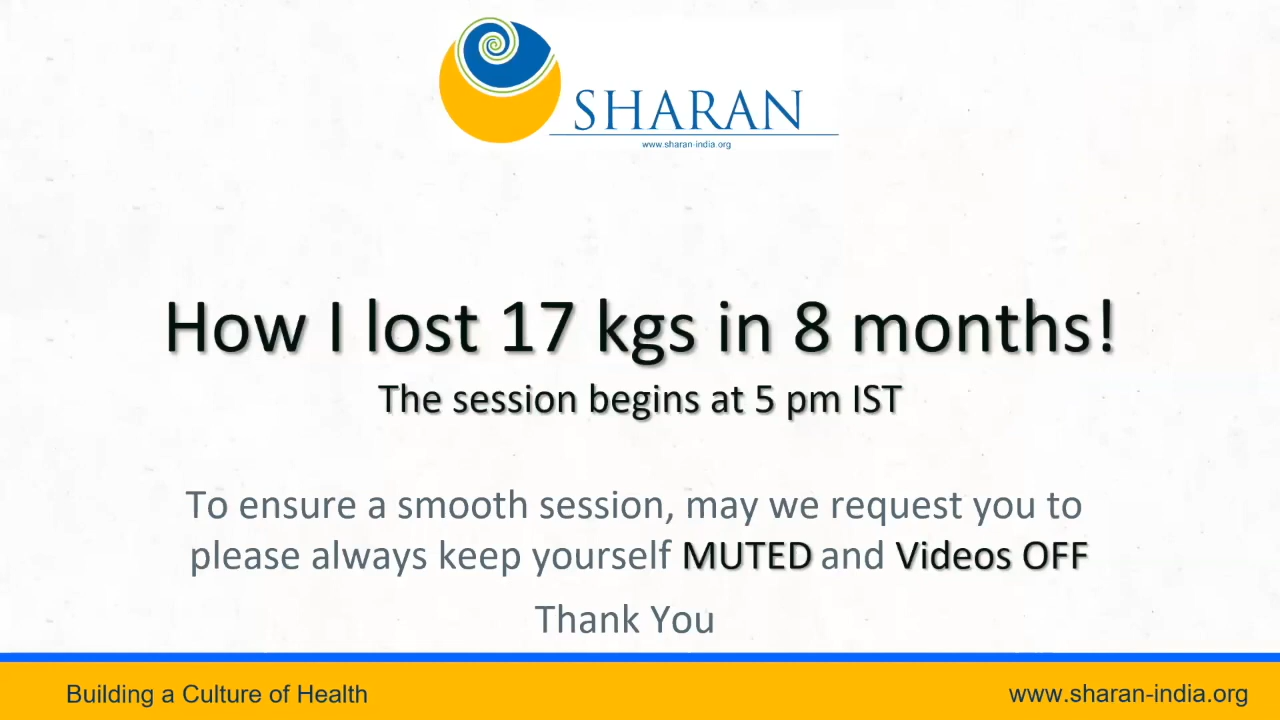 SHARAN
www.sharan-india.org
How I lost 17 kgs in 8 months!
The session begins at 5 pm IST
To ensure a smooth session, may we request you to
please always keep yourself MUTED and Videos OFF
Thank You
Building a Culture of Health
www.sharan-india.org